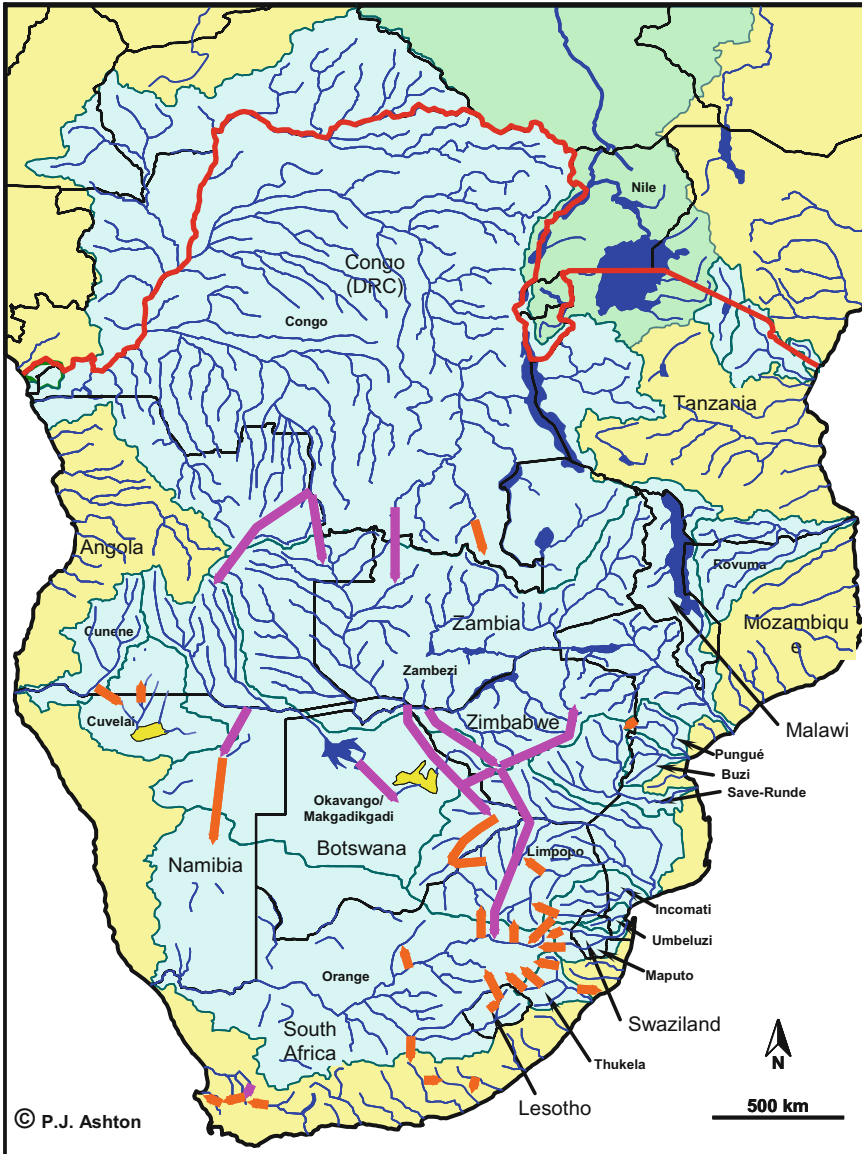 Nile
Congo
(DRC)
Congo
Tanzania
Angola
Rovuma
Cunene
Zambia
Mozambiqu
e
Zambezi
Cuvelai
Zimbabwe
Malawi
Pungué
Buzi
Save-Runde
Okavango/
Makgadikgadi
Botswana
Limpopo
Namibia
Incomati
Umbeluzi
Maputo
Orange
Swaziland
South
Africa
Thukela
Lesotho
N
500 km
© P.J. Ashton